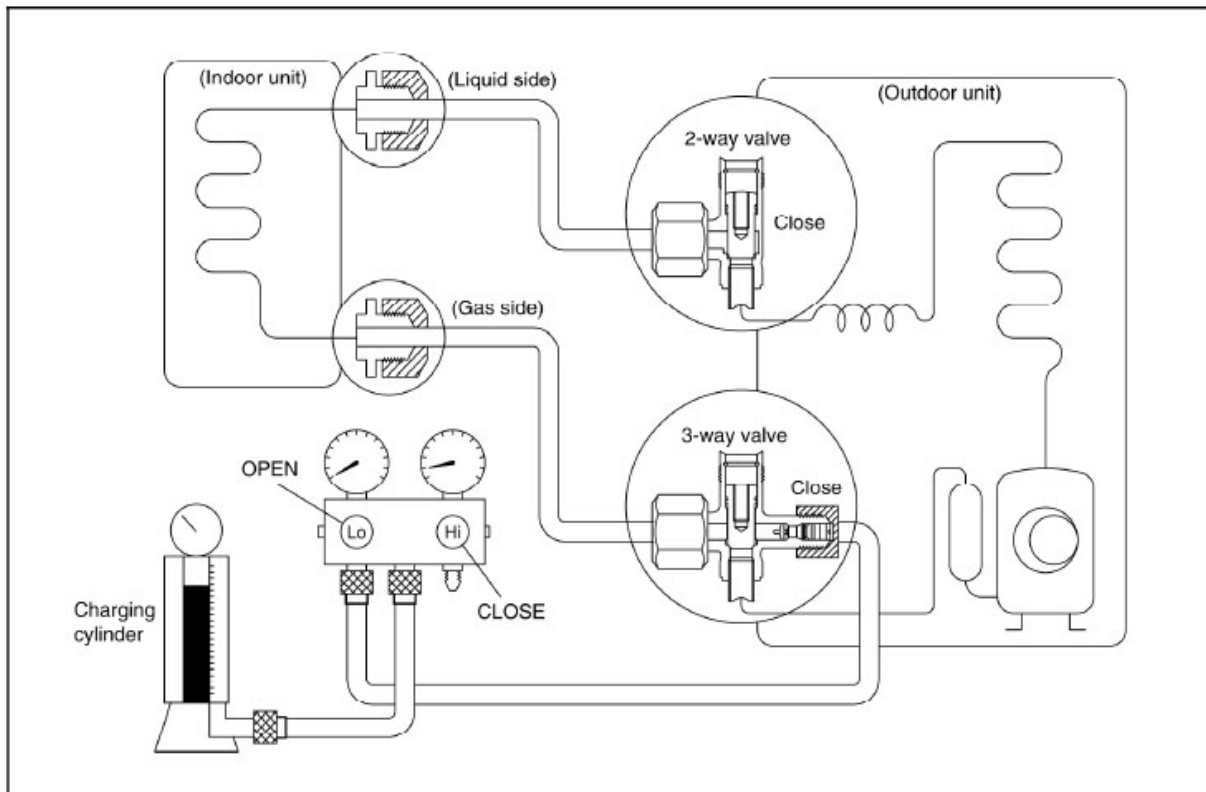 (Indoor unit)
(Liquid side)
(Outdoor unit)
2-way valve
Close
(Gas side)
3-way valve
Close
OPEN
Lo
Hi
CLOSE
Charging
cylinder